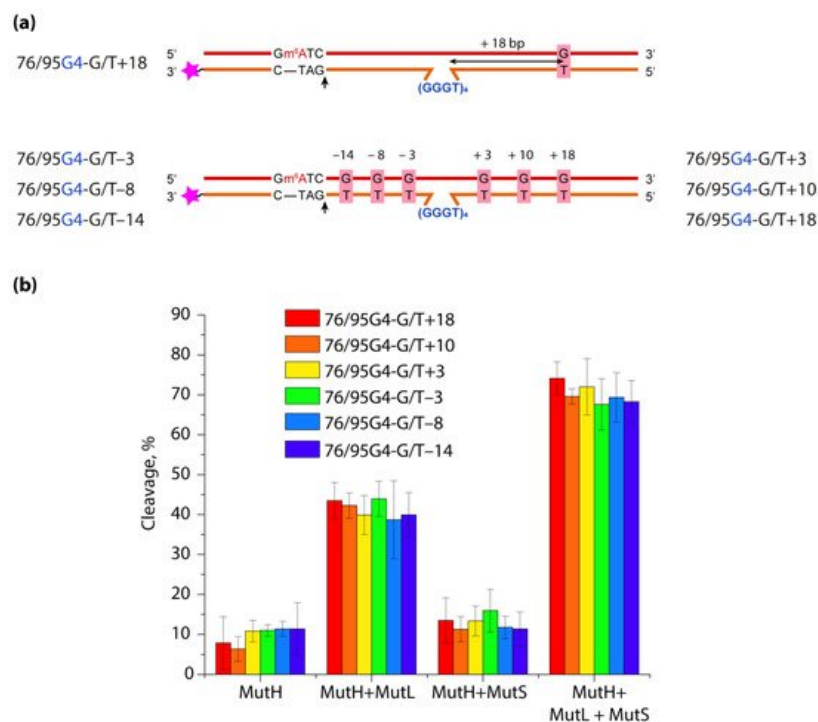 (a)
+ 18 bp
76/95G4-G/T+18
5′ Gm⁶ATC G 3′
3′ C—TAG T 5′
(GGGT)₄
−14 − 8 − 3 + 3 + 10 + 18
76/95G4-G/T−3 76/95G4-G/T+3
5′ Gm⁶ATC G G G G G G 3′
76/95G4-G/T−8 76/95G4-G/T+10
3′ C—TAG T T T T T T 5′
(GGGT)₄
76/95G4-G/T−14 76/95G4-G/T+18
(b)
90
80
70
60
50
40
30
20
10
0
Cleavage, %
76/95G4-G/T+18
76/95G4-G/T+10
76/95G4-G/T+3
76/95G4-G/T−3
76/95G4-G/T−8
76/95G4-G/T−14
MutH MutH+MutL MutH+MutS MutH+
MutL + MutS